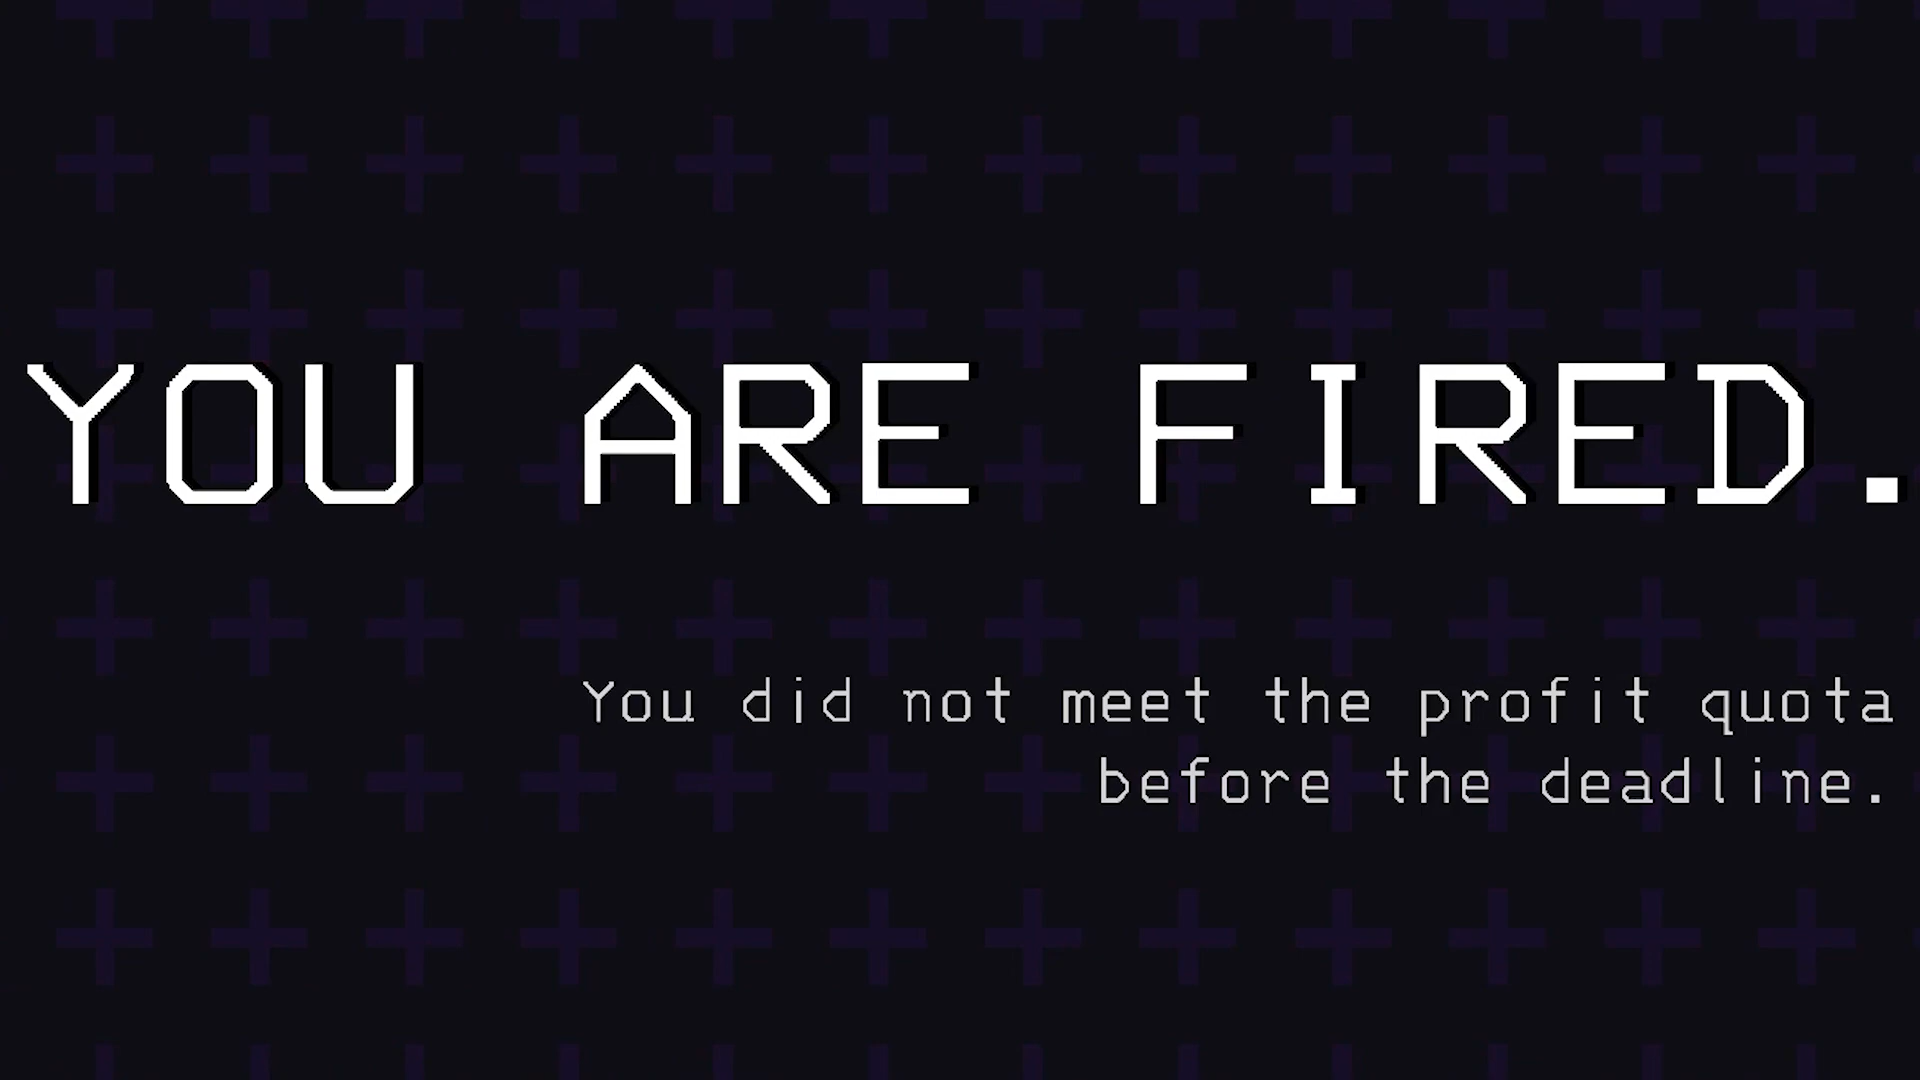 YOU ARE FIRED.
You did not meet the profit quota
before the deadline.